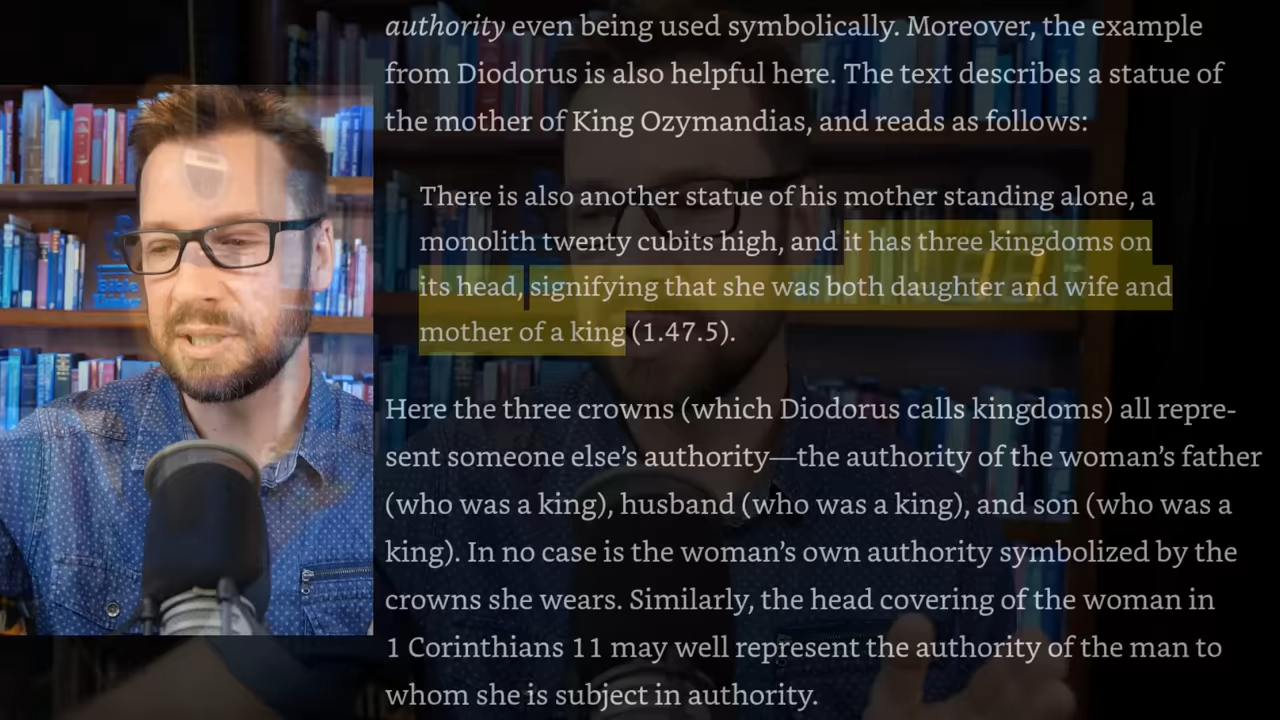 authority even being used symbolically. Moreover, the example
from Diodorus is also helpful here. The text describes a statue of
the mother of King Ozymandias, and reads as follows:
There is also another statue of his mother standing alone, a
monolith twenty cubits high, and it has three kingdoms on
its head, signifying that she was both daughter and wife and
mother of a king (1.47.5).
Here the three crowns (which Diodorus calls kingdoms) all repre-
sent someone else’s authority—the authority of the woman’s father
(who was a king), husband (who was a king), and son (who was a
king). In no case is the woman’s own authority symbolized by the
crowns she wears. Similarly, the head covering of the woman in
1 Corinthians 11 may well represent the authority of the man to
whom she is subject in authority.